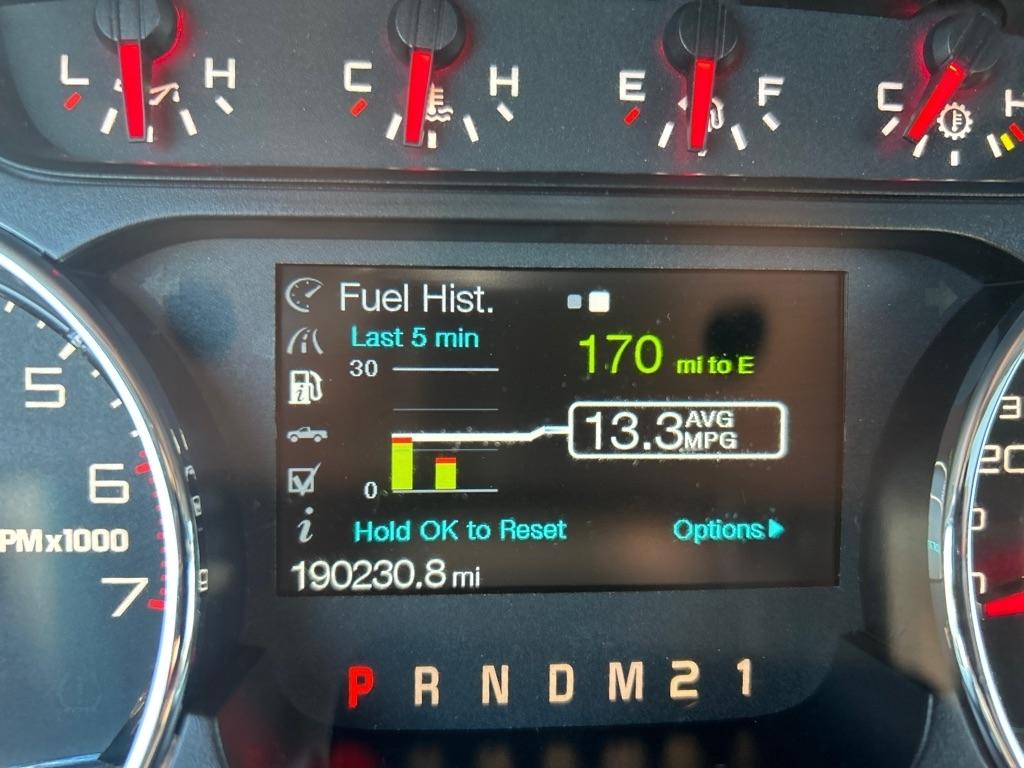 L H C H E F C H
Fuel Hist.
Last 5 min
30
170 mi to E
13.3 AVG MPG
0
Hold OK to Reset Options
190230.8 mi
P R N D M 2 1
5
6
PMx1000
7
20